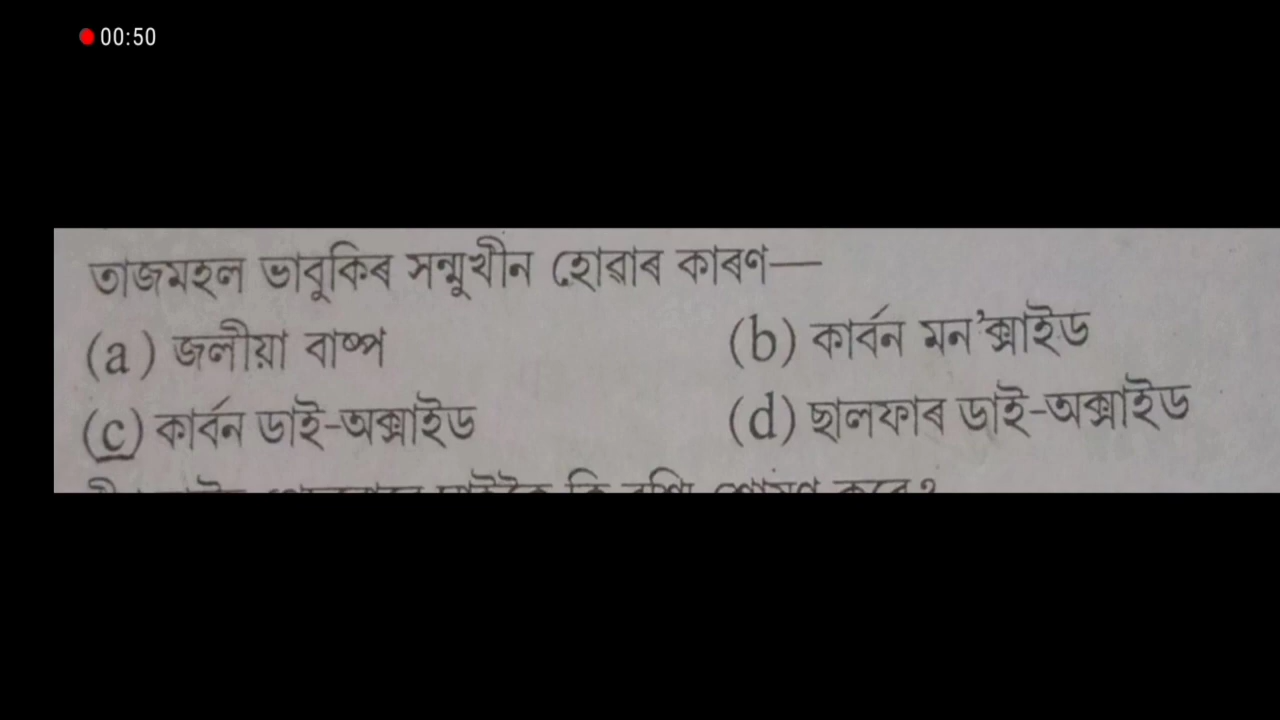 00:50
তাজমহল ভাবুকিৰ সন্মুখীন হোৱাৰ কাৰণ—
(a) জলীয়া বাষ্প (b) কাৰ্বন মন'ক্সাইড
(c) কাৰ্বন ডাই-অক্সাইড (d) ছালফাৰ ডাই-অক্সাইড